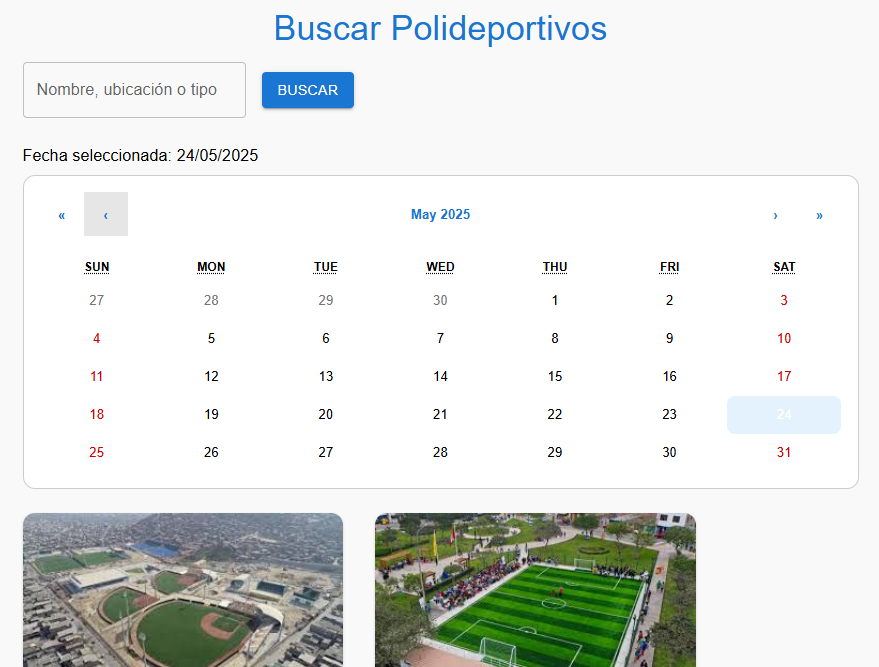 Buscar Polideportivos
Nombre, ubicación o tipo BUSCAR
Fecha seleccionada: 24/05/2025
« ‹ May 2025 › »
SUN MON TUE WED THU FRI SAT
27 28 29 30 1 2 3
4 5 6 7 8 9 10
11 12 13 14 15 16 17
18 19 20 21 22 23 24
25 26 27 28 29 30 31